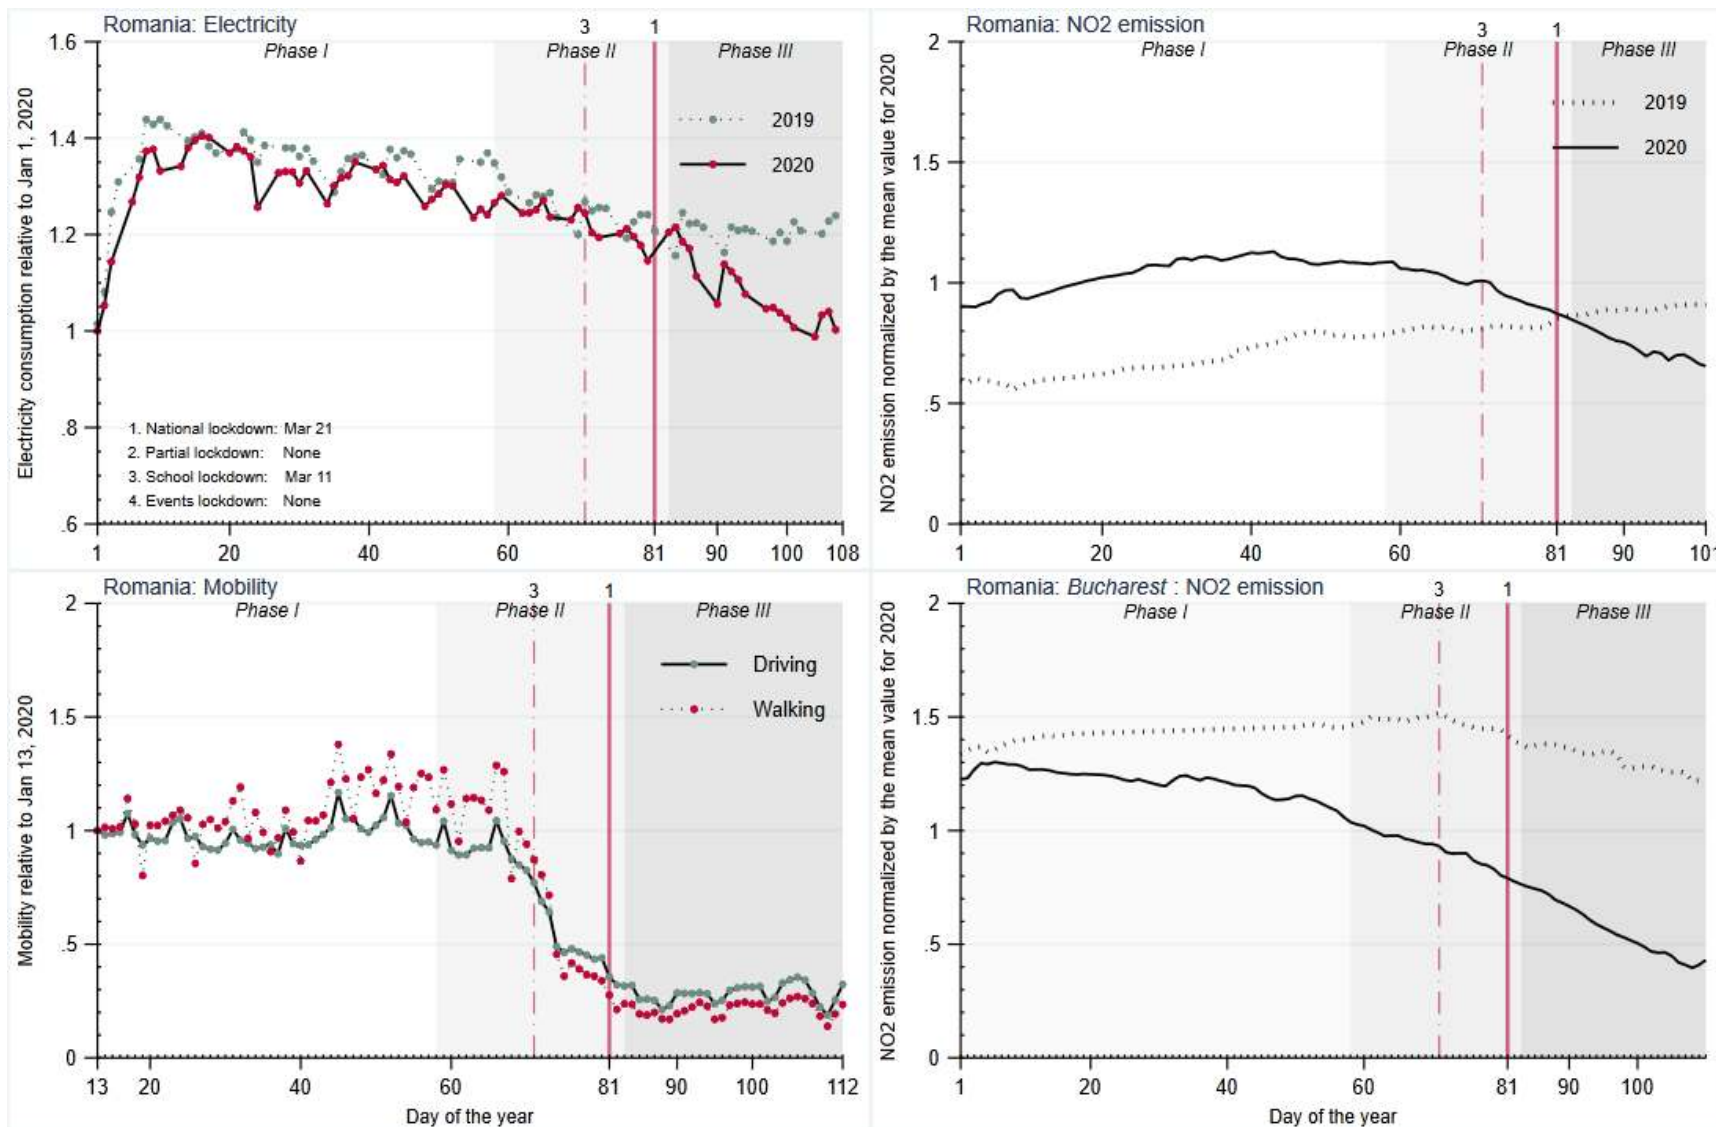 Romania: Electricity
3
1
Phase I
Phase II
Phase III
1.6
1.4
1.2
1
.8
.6
Electricity consumption relative to Jan 1, 2020
2019
2020
1. National lockdown: Mar 21
2. Partial lockdown: None
3. School lockdown: Mar 11
4. Events lockdown: None
1
20
40
60
81
90
100
108
Romania: NO2 emission
3
1
Phase I
Phase II
Phase III
2
1.5
1
.5
0
NO2 emission normalized by the mean value for 2020
2019
2020
1
20
40
60
81
90
101
Romania: Mobility
3
1
Phase I
Phase II
Phase III
2
1.5
1
.5
0
Mobility relative to Jan 13, 2020
Driving
Walking
13
20
40
60
81
90
100
112
Day of the year
Romania: Bucharest : NO2 emission
3
1
Phase I
Phase II
Phase III
2
1.5
1
.5
0
NO2 emission normalized by the mean value for 2020
1
20
40
60
81
90
100
Day of the year